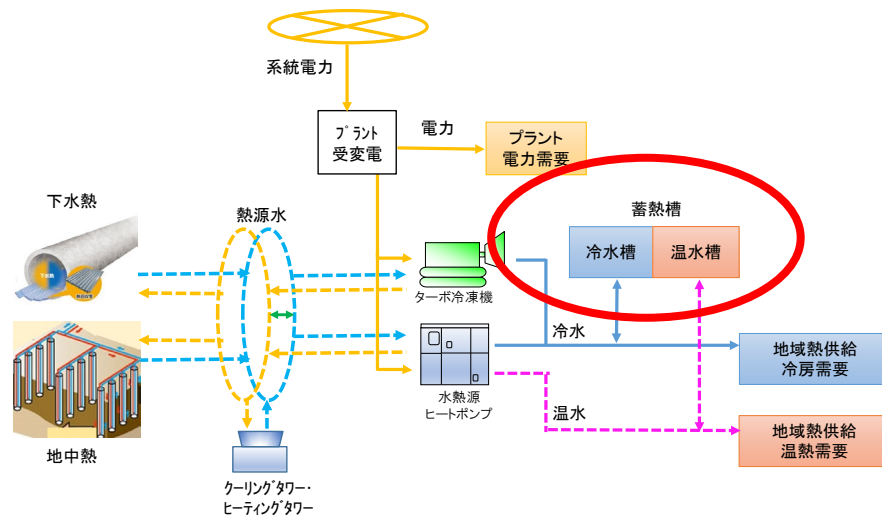 系統電力
プラント
受変電
電力
プラント
電力需要
下水熱
熱源水
蓄熱槽
冷水槽
温水槽
下水熱
ターボ冷凍機
冷水
地域熱供給
冷房需要
水熱源
ヒートポンプ
温水
地域熱供給
温熱需要
地中熱
クーリングタワー・
ヒーティングタワー